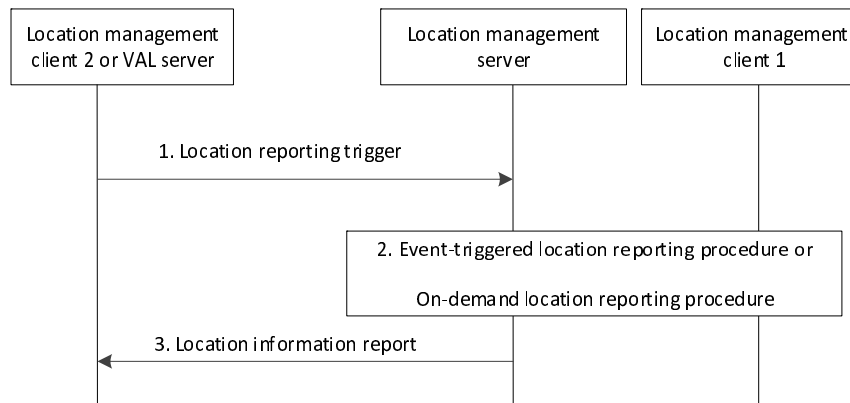 Location management
client 2 or VAL server
Location management
server
Location management
client 1
1. Location reporting trigger
2. Event-triggered location reporting procedure or
On-demand location reporting procedure
3. Location information report